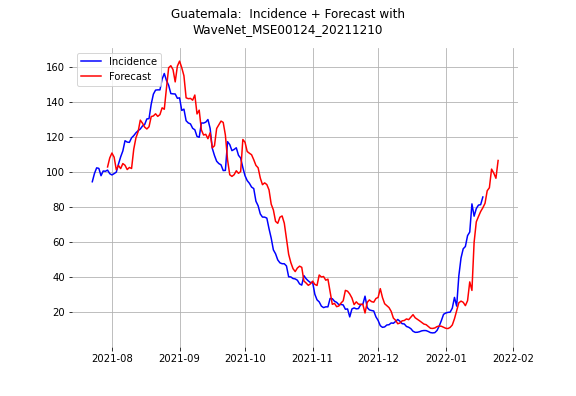 Guatemala:  Incidence + Forecast with
WaveNet_MSE00124_20211210
Incidence
Forecast
160
140
120
100
80
60
40
20
2021-08 2021-09 2021-10 2021-11 2021-12 2022-01 2022-02